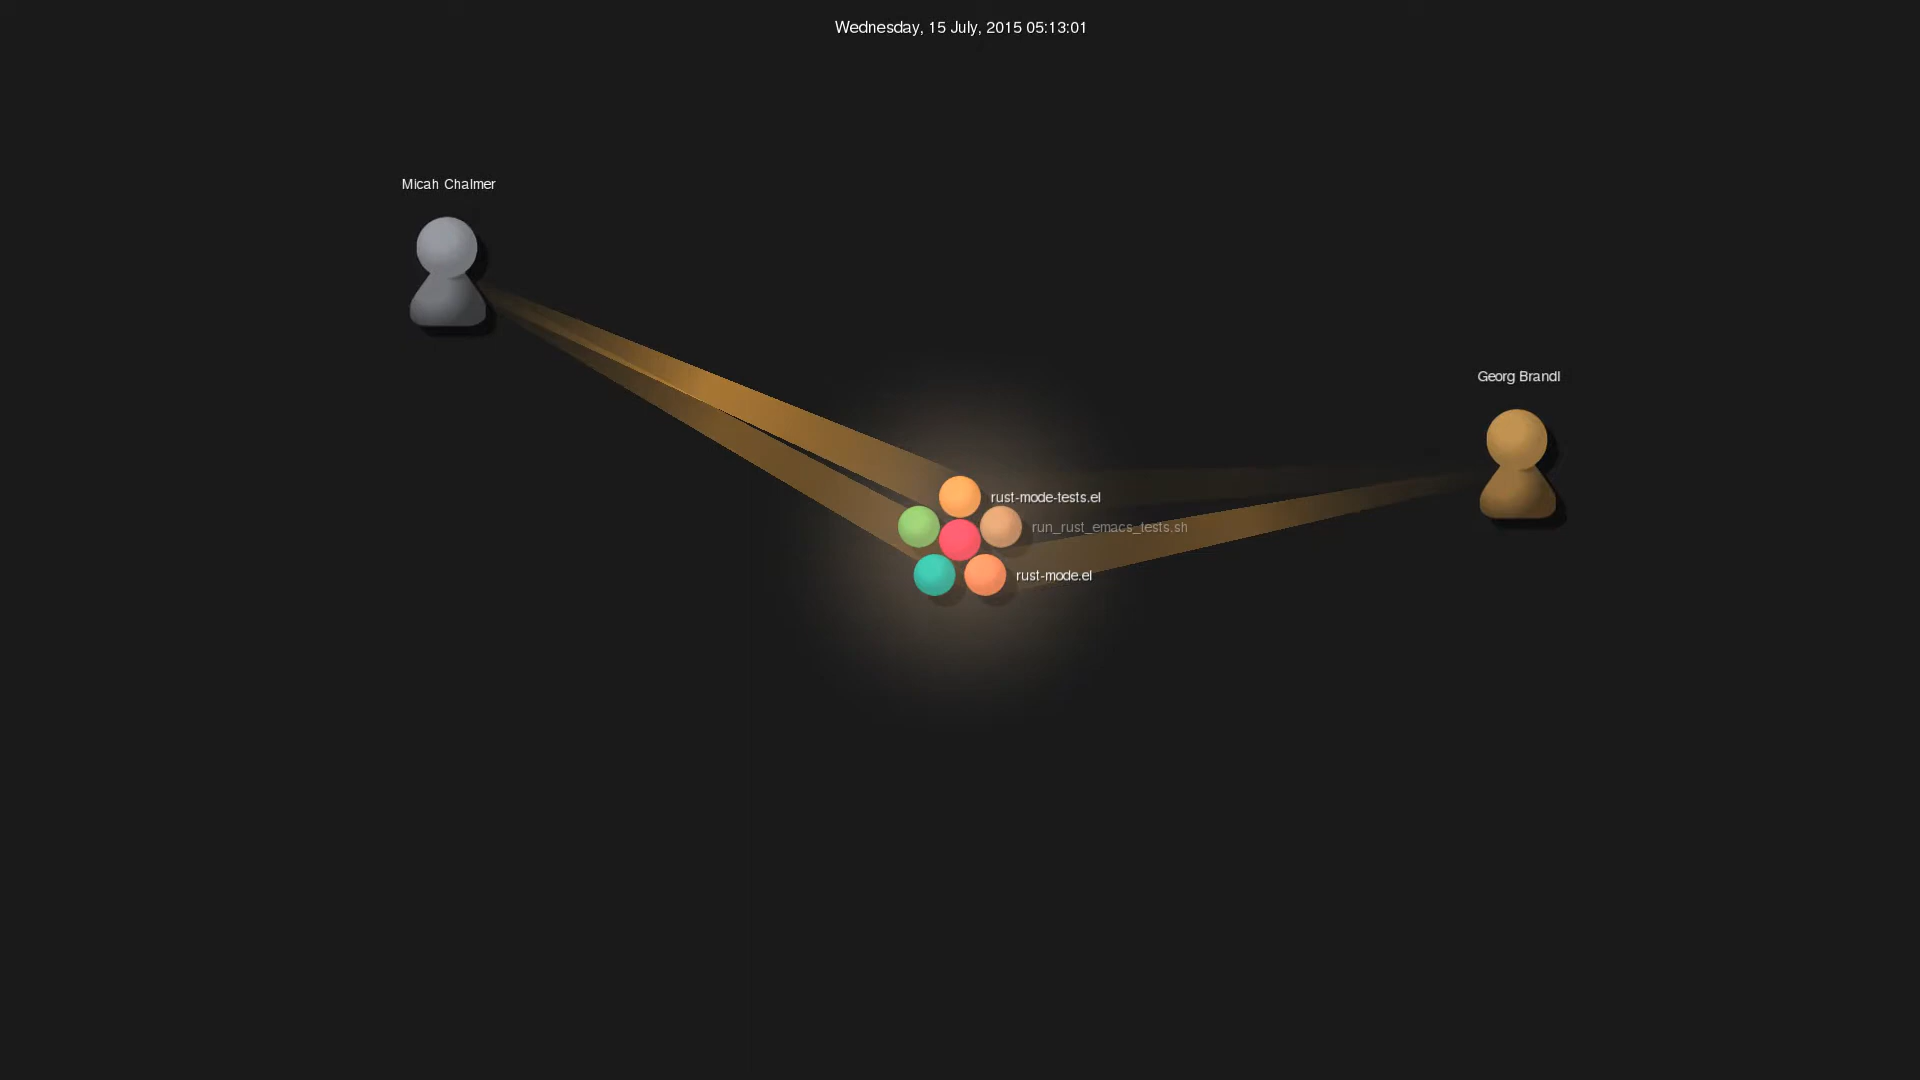 Wednesday, 15 July, 2015 05:13:01
Micah Chalmer
Georg Brandl
rust-mode-tests.el
run_rust_emacs_tests.sh
rust-mode.el